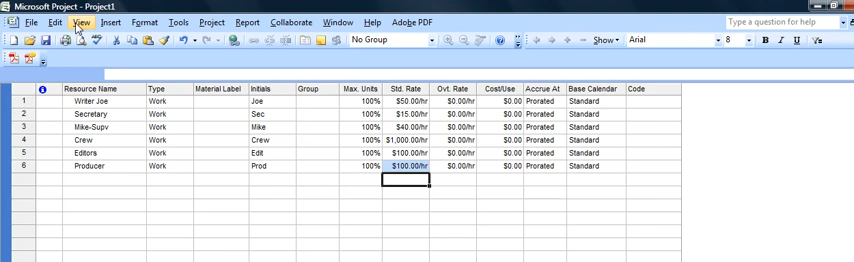 Microsoft Project - Project1
File Edit View Insert Format Tools Project Report Collaborate Window Help Adobe PDF Type a question for help
No Group Show Arial 8 B I U
Resource Name Type Material Label Initials Group Max. Units Std. Rate Ovt. Rate Cost/Use Accrue At Base Calendar Code
1 Writer Joe Work Joe 100% $50.00/hr $0.00/hr $0.00 Prorated Standard
2 Secretary Work Sec 100% $15.00/hr $0.00/hr $0.00 Prorated Standard
3 Mike-Supv Work Mike 100% $40.00/hr $0.00/hr $0.00 Prorated Standard
4 Crew Work Crew 100% $1,000.00/hr $0.00/hr $0.00 Prorated Standard
5 Editors Work Edit 100% $100.00/hr $0.00/hr $0.00 Prorated Standard
6 Producer Work Prod 100% $100.00/hr $0.00/hr $0.00 Prorated Standard